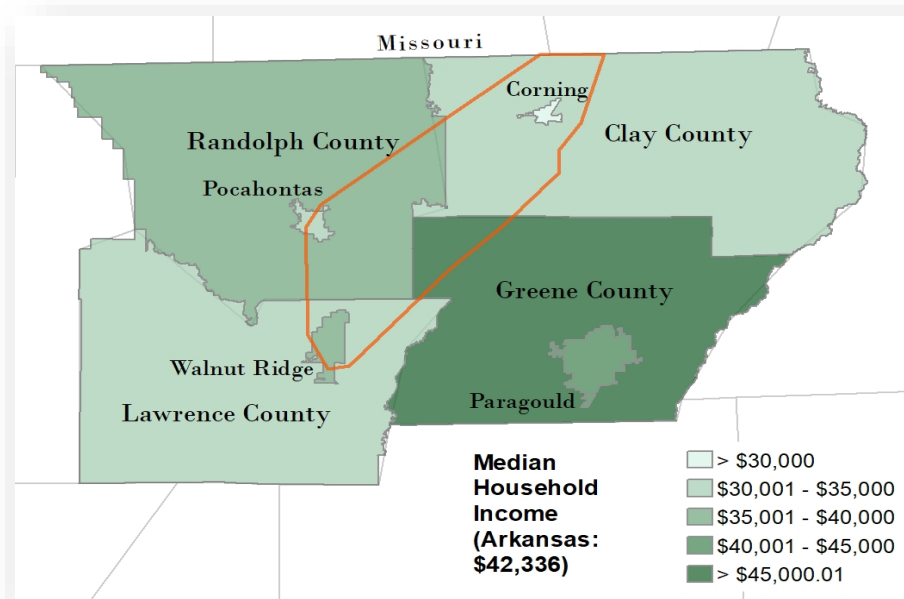 Missouri
Corning
Randolph County
Clay County
Pocahontas
Greene County
Walnut Ridge
Paragould
Lawrence County
Median
Household
Income
(Arkansas:
$42,336)
> $30,000
$30,001 - $35,000
$35,001 - $40,000
$40,001 - $45,000
> $45,000.01